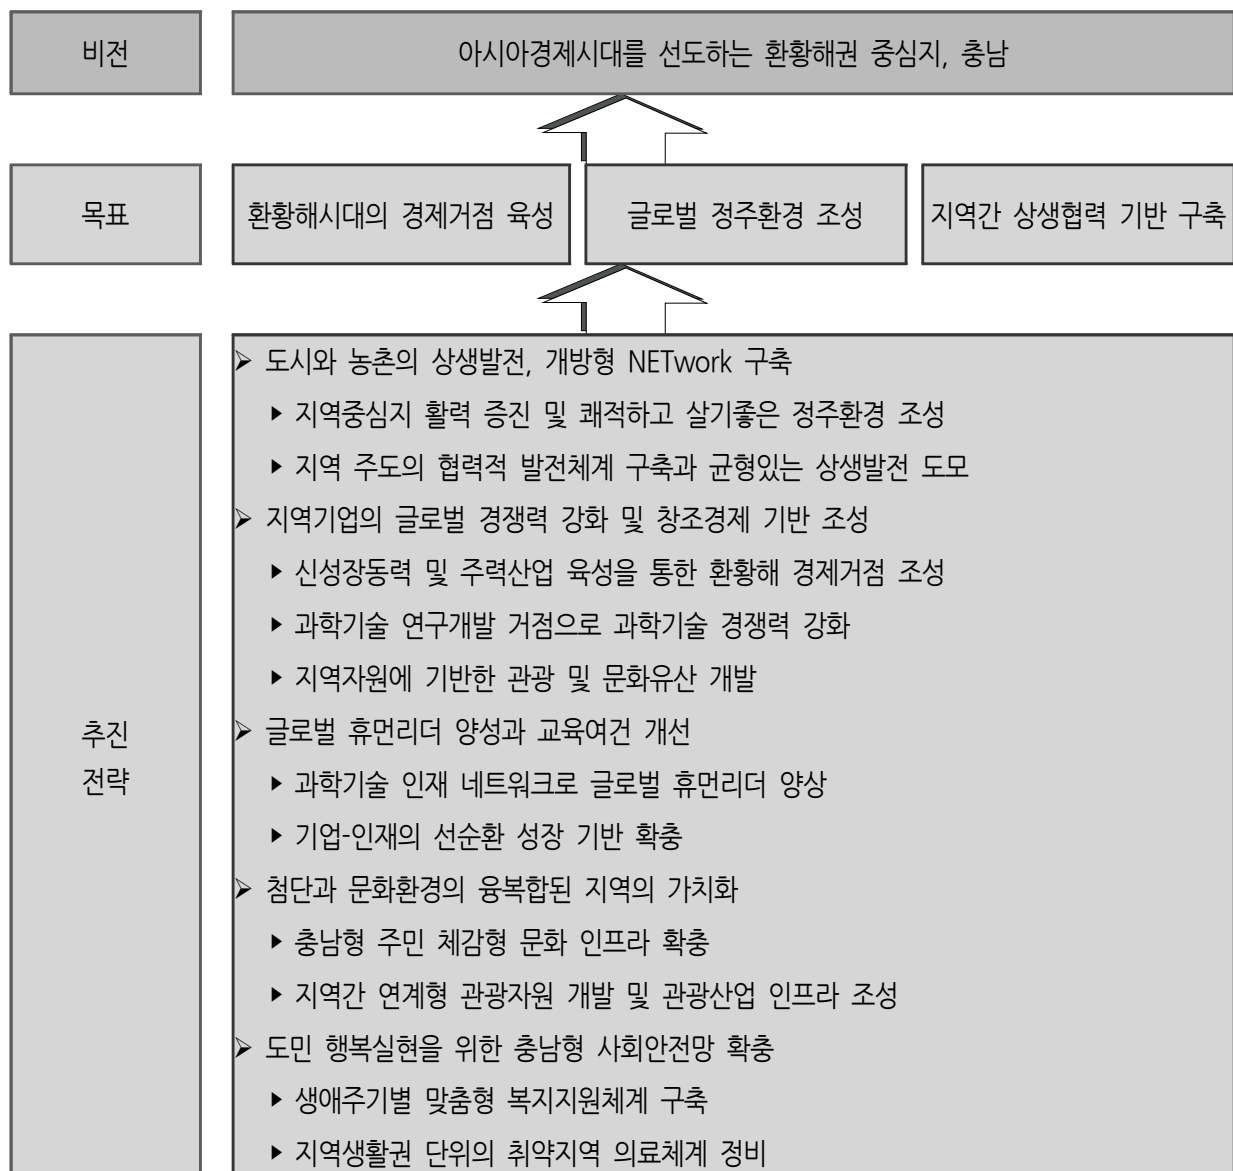 비전
아시아경제시대를 선도하는 환황해권 중심지, 충남
목표
환황해시대의 경제거점 육성
글로벌 정주환경 조성
지역간 상생협력 기반 구축
추진
전략
➢ 도시와 농촌의 상생발전, 개방형 NETwork 구축
▶ 지역중심지 활력 증진 및 쾌적하고 살기좋은 정주환경 조성
▶ 지역 주도의 협력적 발전체계 구축과 균형있는 상생발전 도모
➢ 지역기업의 글로벌 경쟁력 강화 및 창조경제 기반 조성
▶ 신성장동력 및 주력산업 육성을 통한 환황해 경제거점 조성
▶ 과학기술 연구개발 거점으로 과학기술 경쟁력 강화
▶ 지역자원에 기반한 관광 및 문화유산 개발
➢ 글로벌 휴먼리더 양성과 교육여건 개선
▶ 과학기술 인재 네트워크로 글로벌 휴먼리더 양상
▶ 기업-인재의 선순환 성장 기반 확충
➢ 첨단과 문화환경의 융복합된 지역의 가치화
▶ 충남형 주민 체감형 문화 인프라 확충
▶ 지역간 연계형 관광자원 개발 및 관광산업 인프라 조성
➢ 도민 행복실현을 위한 충남형 사회안전망 확충
▶ 생애주기별 맞춤형 복지지원체계 구축
▶ 지역생활권 단위의 취약지역 의료체계 정비